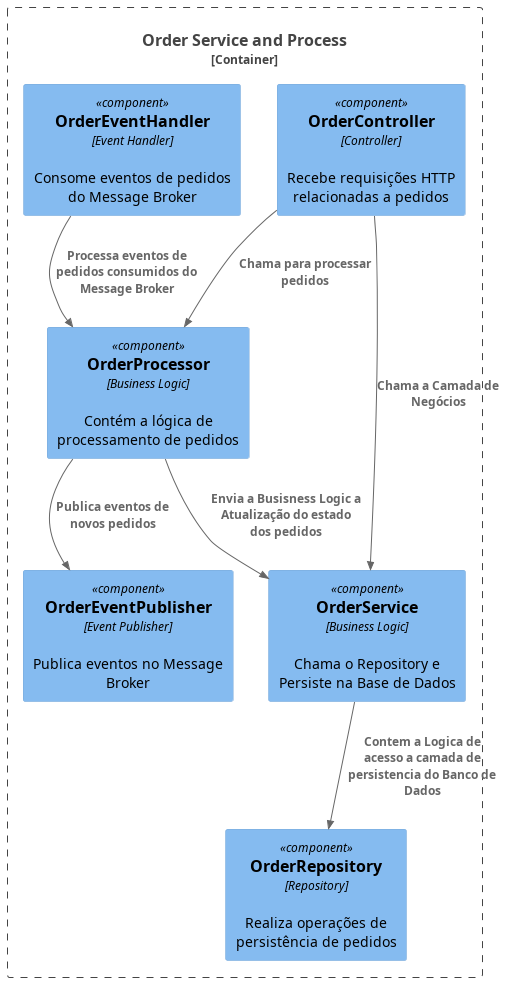 Order Service and Process
[Container]
«component»
OrderEventHandler
[Event Handler]
Consome eventos de pedidos
do Message Broker
«component»
OrderController
[Controller]
Recebe requisições HTTP
relacionadas a pedidos
Processa eventos de
pedidos consumidos do
Message Broker
Chama para processar
pedidos
«component»
OrderProcessor
[Business Logic]
Contém a lógica de
processamento de pedidos
Chama a Camada de
Negócios
Publica eventos de
novos pedidos
Envia a Busisness Logic a
Atualização do estado
dos pedidos
«component»
OrderEventPublisher
[Event Publisher]
Publica eventos no Message
Broker
«component»
OrderService
[Business Logic]
Chama o Repository e
Persiste na Base de Dados
Contem a Logica de
acesso a camada de
persistencia do Banco de
Dados
«component»
OrderRepository
[Repository]
Realiza operações de
persistência de pedidos